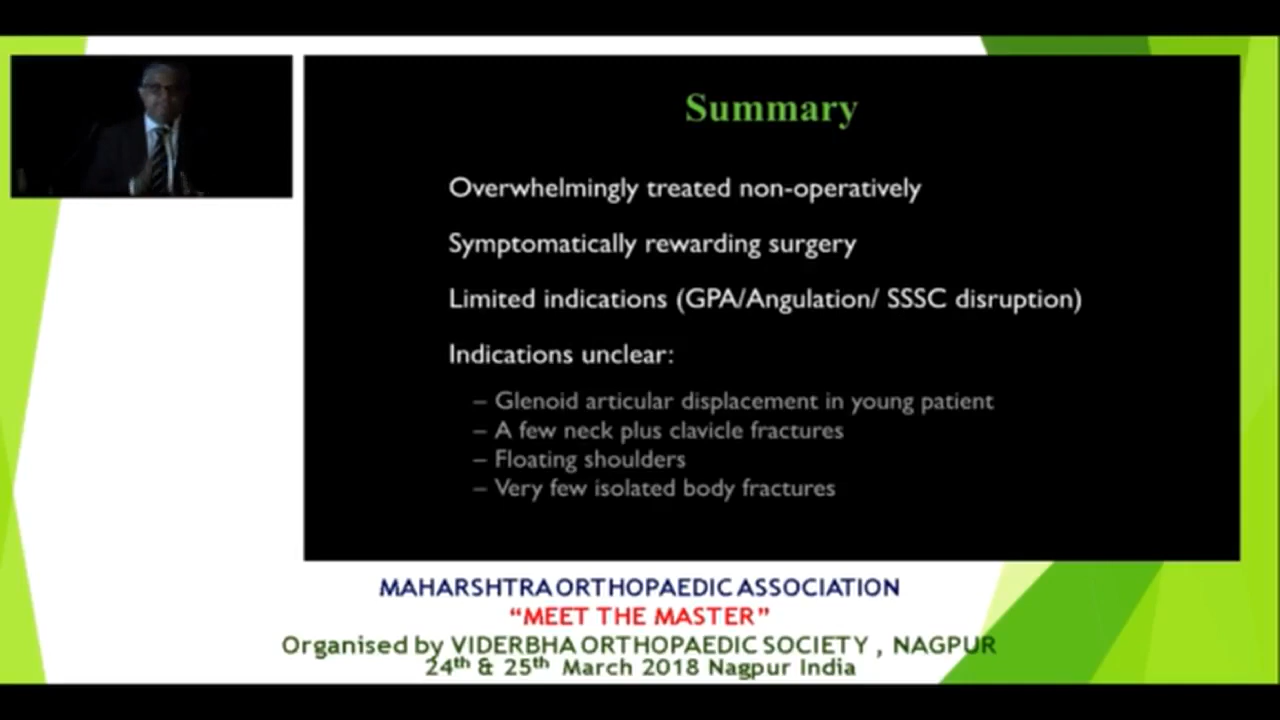 Summary
Overwhelmingly treated non-operatively
Symptomatically rewarding surgery
Limited indications (GPA/Angulation/ SSSC disruption)
Indications unclear:
– Glenoid articular displacement in young patient
– A few neck plus clavicle fractures
– Floating shoulders
– Very few isolated body fractures
MAHARSHTRA ORTHOPAEDIC ASSOCIATION
“MEET THE MASTER”
Organised by VIDERBHA ORTHOPAEDIC SOCIETY , NAGPUR
24th & 25th March 2018 Nagpur India